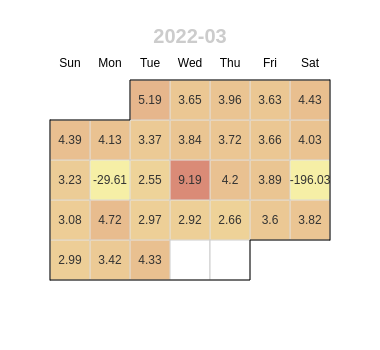 2022-03
Sun Mon Tue Wed Thu Fri Sat
5.19 3.65 3.96 3.63 4.43
4.39 4.13 3.37 3.84 3.72 3.66 4.03
3.23 -29.61 2.55 9.19 4.2 3.89 -196.03
3.08 4.72 2.97 2.92 2.66 3.6 3.82
2.99 3.42 4.33